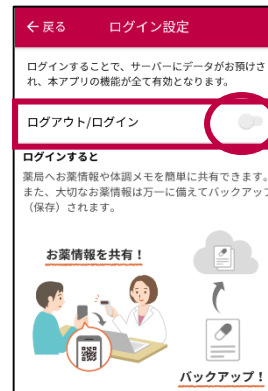 ← 戻る ログイン設定
ログインすることで、サーバーにデータがお預けさ
れ、本アプリの機能が全て有効となります。
ログアウト/ログイン
ログインすると
薬局へお薬情報や体調メモを簡単に共有できます。
また、大切なお薬情報は万一に備えてバックアップ
（保存）されます。
お薬情報を共有！
バックアップ！